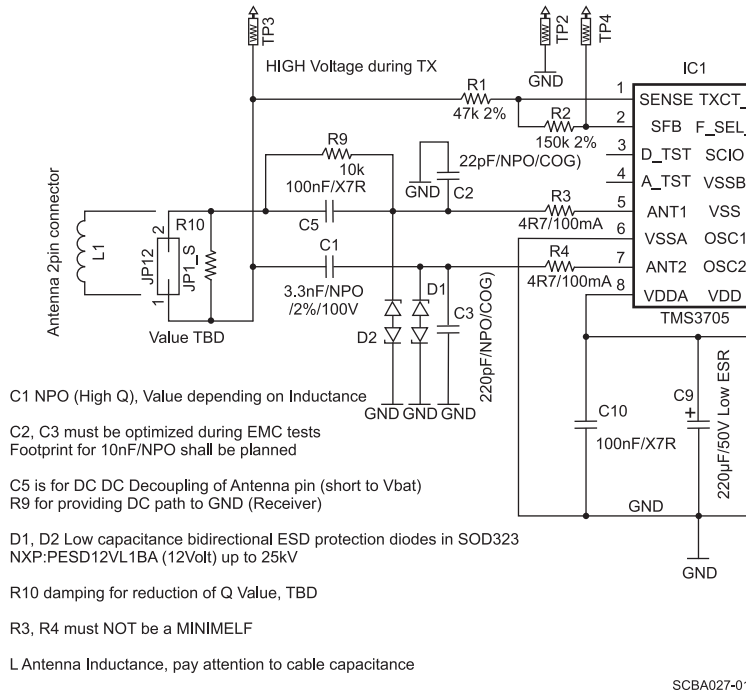 TP3
TP2
TP4
HIGH Voltage during TX
GND
IC1
R1
47k 2%
R2
150k 2%
1
SENSE TXCT_
2
SFB F_SEL_
3
D_TST SCIO
4
A_TST VSSB
5
ANT1 VSS
6
VSSA OSC1
7
ANT2 OSC2
8
VDDA VDD
TMS3705
R9
10k
100nF/X7R
C5
22pF/NPO/COG)
GND
C2
R3
4R7/100mA
R4
4R7/100mA
Antenna 2pin connector
L1
JP12
JP1_S
2
1
R10
Value TBD
C1
3.3nF/NPO
/2%/100V
D1
D2
C3
220pF/NPO/COG)
GND GND GND
C10
100nF/X7R
C9
+
220µF/50V Low ESR
GND
GND
C1 NPO (High Q), Value depending on Inductance
C2, C3 must be optimized during EMC tests
Footprint for 10nF/NPO shall be planned
C5 is for DC DC Decoupling of Antenna pin (short to Vbat)
R9 for providing DC path to GND (Receiver)
D1, D2 Low capacitance bidirectional ESD protection diodes in SOD323
NXP:PESD12VL1BA (12Volt) up to 25kV
R10 damping for reduction of Q Value, TBD
R3, R4 must NOT be a MINIMELF
L Antenna Inductance, pay attention to cable capacitance
SCBA027-01